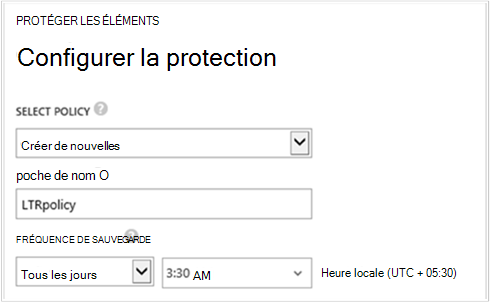 PROTÉGER LES ÉLÉMENTS
Configurer la protection
SELECT POLICY ?
Créer de nouvelles
poche de nom O
LTRpolicy
FRÉQUENCE DE SAUVEGARDE ?
Tous les jours 3:30 AM Heure locale (UTC + 05:30)